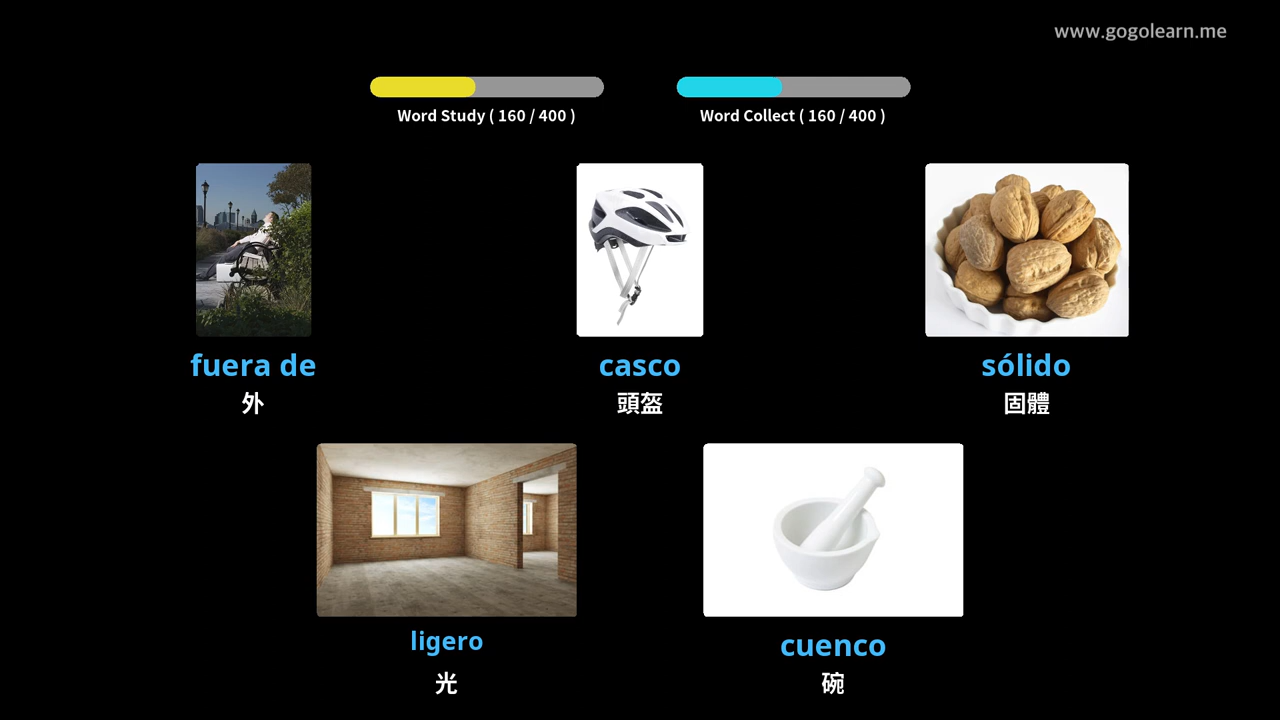 www.gogolearn.me
Word Study ( 160 / 400 )
Word Collect ( 160 / 400 )
fuera de
外
casco
頭盔
sólido
固體
ligero
光
cuenco
碗